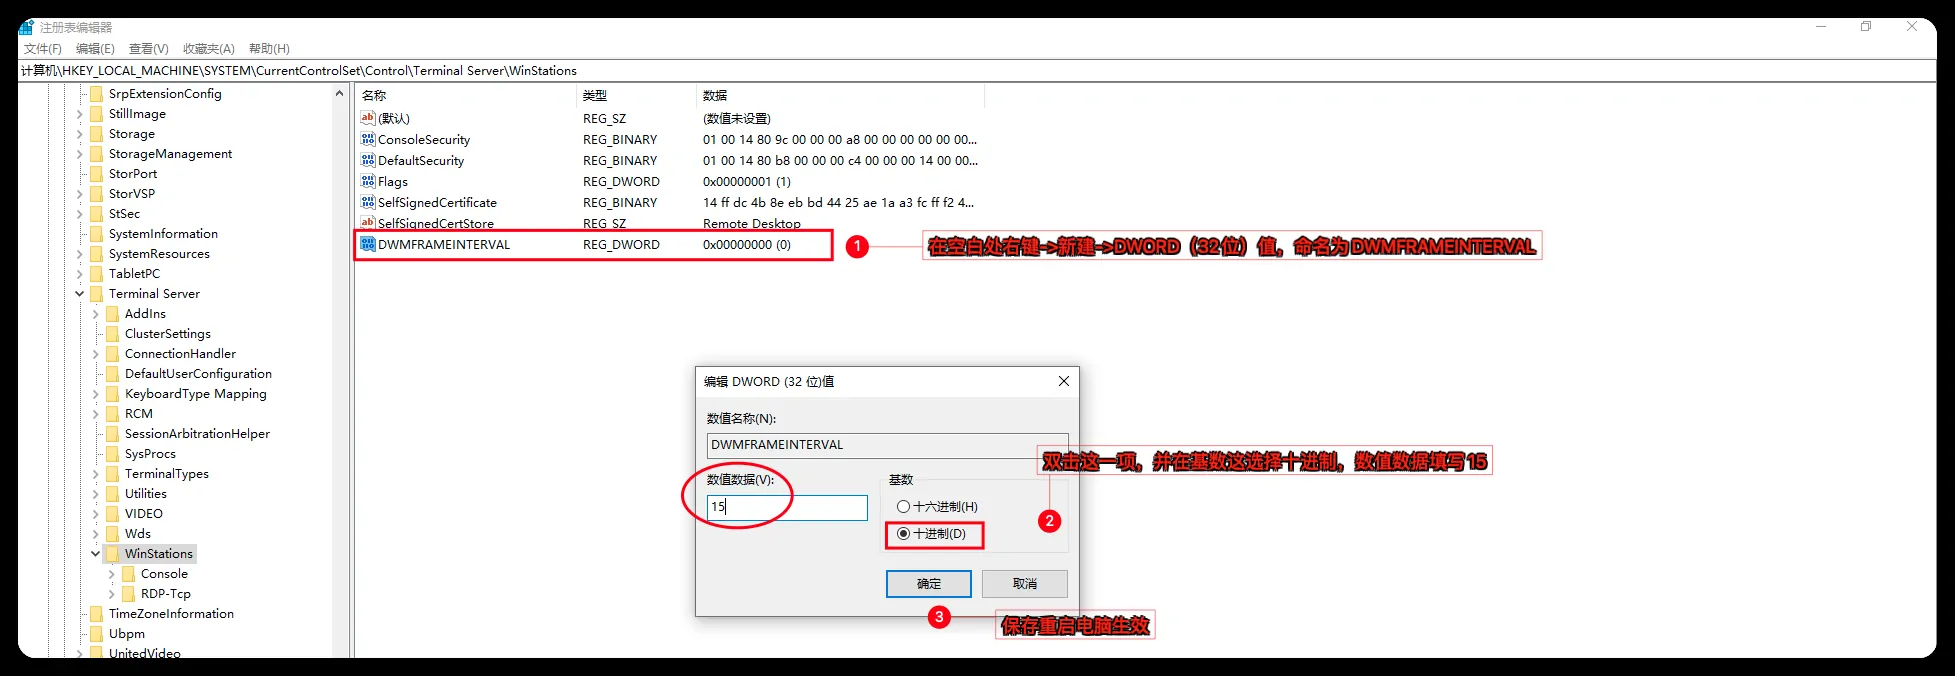 注册表编辑器
文件(F) 编辑(E) 查看(V) 收藏夹(A) 帮助(H)
计算机\HKEY_LOCAL_MACHINE\SYSTEM\CurrentControlSet\Control\Terminal Server\WinStations
SrpExtensionConfig
StillImage
Storage
StorageManagement
StorPort
StorVSP
StSec
SystemInformation
SystemResources
TabletPC
Terminal Server
AddIns
ClusterSettings
ConnectionHandler
DefaultUserConfiguration
KeyboardType Mapping
RCM
SessionArbitrationHelper
SysProcs
TerminalTypes
Utilities
VIDEO
Wds
WinStations
Console
RDP-Tcp
TimeZoneInformation
Ubpm
UnitedVideo
名称 类型 数据
(默认) REG_SZ (数值未设置)
ConsoleSecurity REG_BINARY 01 00 14 80 9c 00 00 00 a8 00 00 00 00 00 00...
DefaultSecurity REG_BINARY 01 00 14 80 b8 00 00 00 c4 00 00 00 14 00 00...
Flags REG_DWORD 0x00000001 (1)
SelfSignedCertificate REG_BINARY 14 ff dc 4b 8e eb bd 44 25 ae 1a a3 fc ff f2 4...
SelfSignedCertStore REG_SZ Remote Desktop
DWMFRAMEINTERVAL REG_DWORD 0x00000000 (0)
1 在空白处右键->新建->DWORD（32位）值，命名为DWMFRAMEINTERVAL
编辑 DWORD (32 位)值
数值名称(N):
DWMFRAMEINTERVAL
双击这一项，并在基数这选择十进制，数值数据填写15
数值数据(V): 基数
15 十六进制(H)
2
十进制(D)
确定 取消
3 保存重启电脑生效